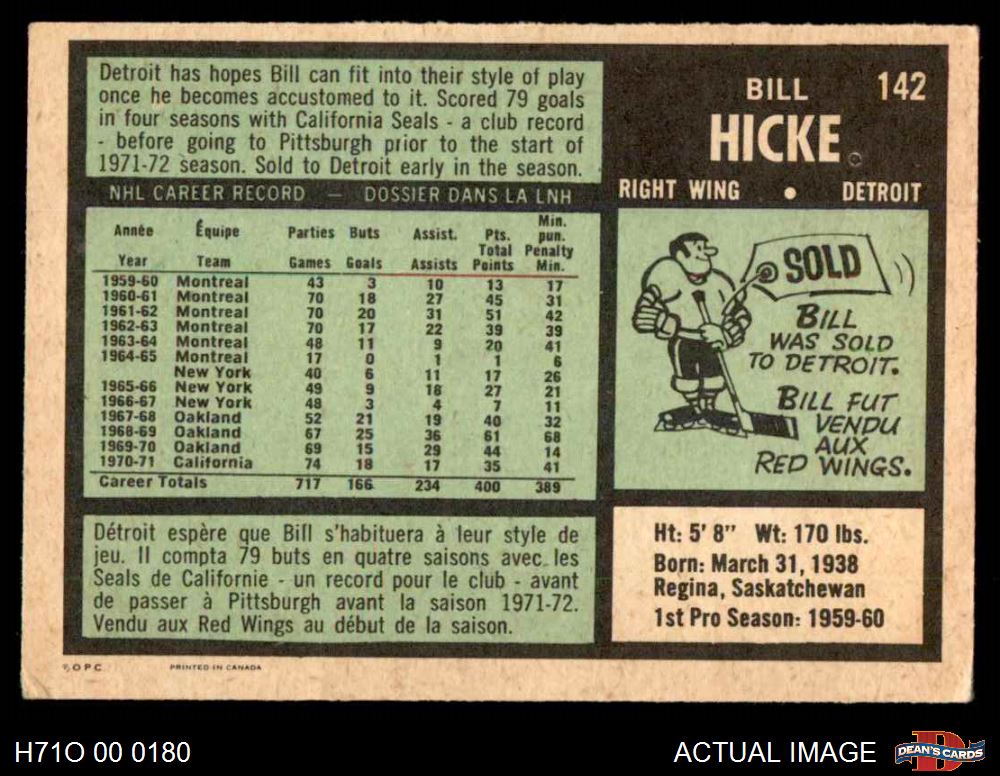 Detroit has hopes Bill can fit into their style of play
once he becomes accustomed to it. Scored 79 goals
in four seasons with California Seals - a club record
- before going to Pittsburgh prior to the start of
1971-72 season. Sold to Detroit early in the season.
BILL 142
HICKE
RIGHT WING • DETROIT
NHL CAREER RECORD — DOSSIER DANS LA LNH
Année Équipe Parties Buts Assist. Pts. Total Min. pun. Penalty
Year Team Games Goals Assists Points Min.
1959-60 Montreal 43 3 10 13 17
1960-61 Montreal 70 18 27 45 31
1961-62 Montreal 70 20 31 51 42
1962-63 Montreal 70 17 22 39 39
1963-64 Montreal 48 11 9 20 41
1964-65 Montreal 17 0 1 1 6
New York 40 6 11 17 26
1965-66 New York 49 9 18 27 21
1966-67 New York 48 3 4 7 11
1967-68 Oakland 52 21 19 40 32
1968-69 Oakland 67 25 36 61 68
1969-70 Oakland 69 15 29 44 14
1970-71 California 74 18 17 35 41
Career Totals 717 166 234 400 389
SOLD
BILL
WAS SOLD
TO DETROIT.
BILL FUT
VENDU
AUX
RED WINGS.
Détroit espère que Bill s'habituera à leur style de
jeu. Il compta 79 buts en quatre saisons avec les
Seals de Californie - un record pour le club - avant
de passer à Pittsburgh avant la saison 1971-72.
Vendu aux Red Wings au début de la saison.
Ht: 5' 8" Wt: 170 lbs.
Born: March 31, 1938
Regina, Saskatchewan
1st Pro Season: 1959-60
©OPC PRINTED IN CANADA
H71O 00 0180
ACTUAL IMAGE
DEAN'S CARDS